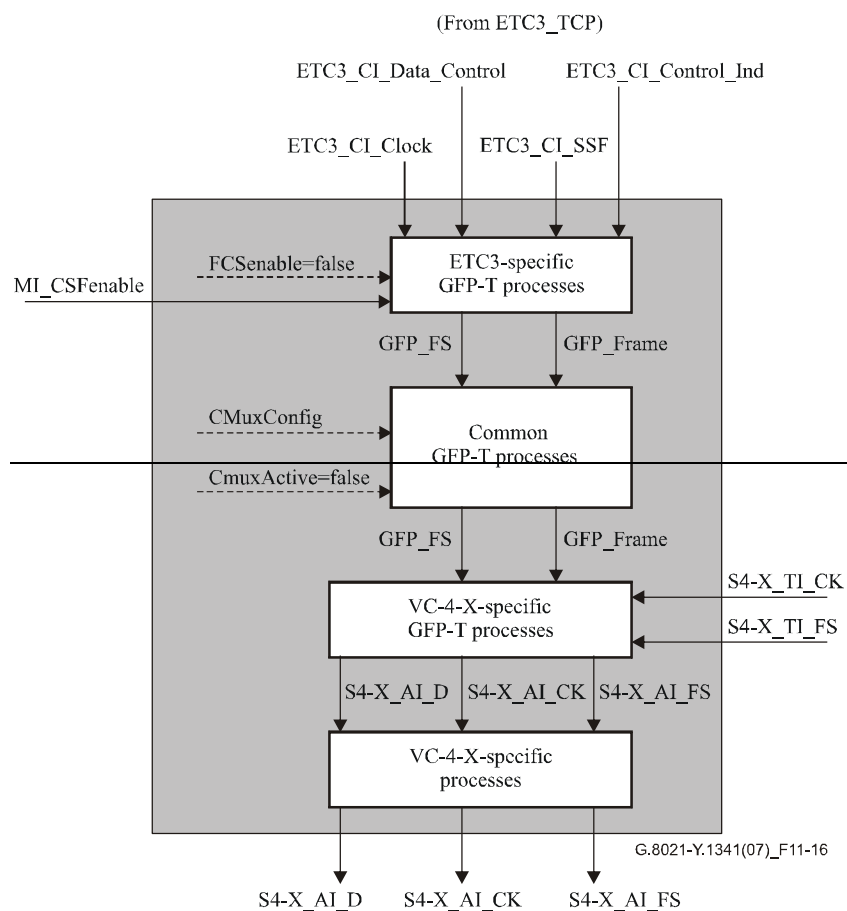 (From ETC3_TCP)
ETC3_CI_Data_Control
ETC3_CI_Control_Ind
ETC3_CI_Clock
ETC3_CI_SSF
FCSenable=false
MI_CSFenable
ETC3-specific
GFP-T processes
GFP_FS
GFP_Frame
CMuxConfig
Common
GFP-T processes
CmuxActive=false
GFP_FS
GFP_Frame
S4-X_TI_CK
VC-4-X-specific
GFP-T processes
S4-X_TI_FS
S4-X_AI_D
S4-X_AI_CK
S4-X_AI_FS
VC-4-X-specific
processes
G.8021-Y.1341(07)_F11-16
S4-X_AI_D
S4-X_AI_CK
S4-X_AI_FS